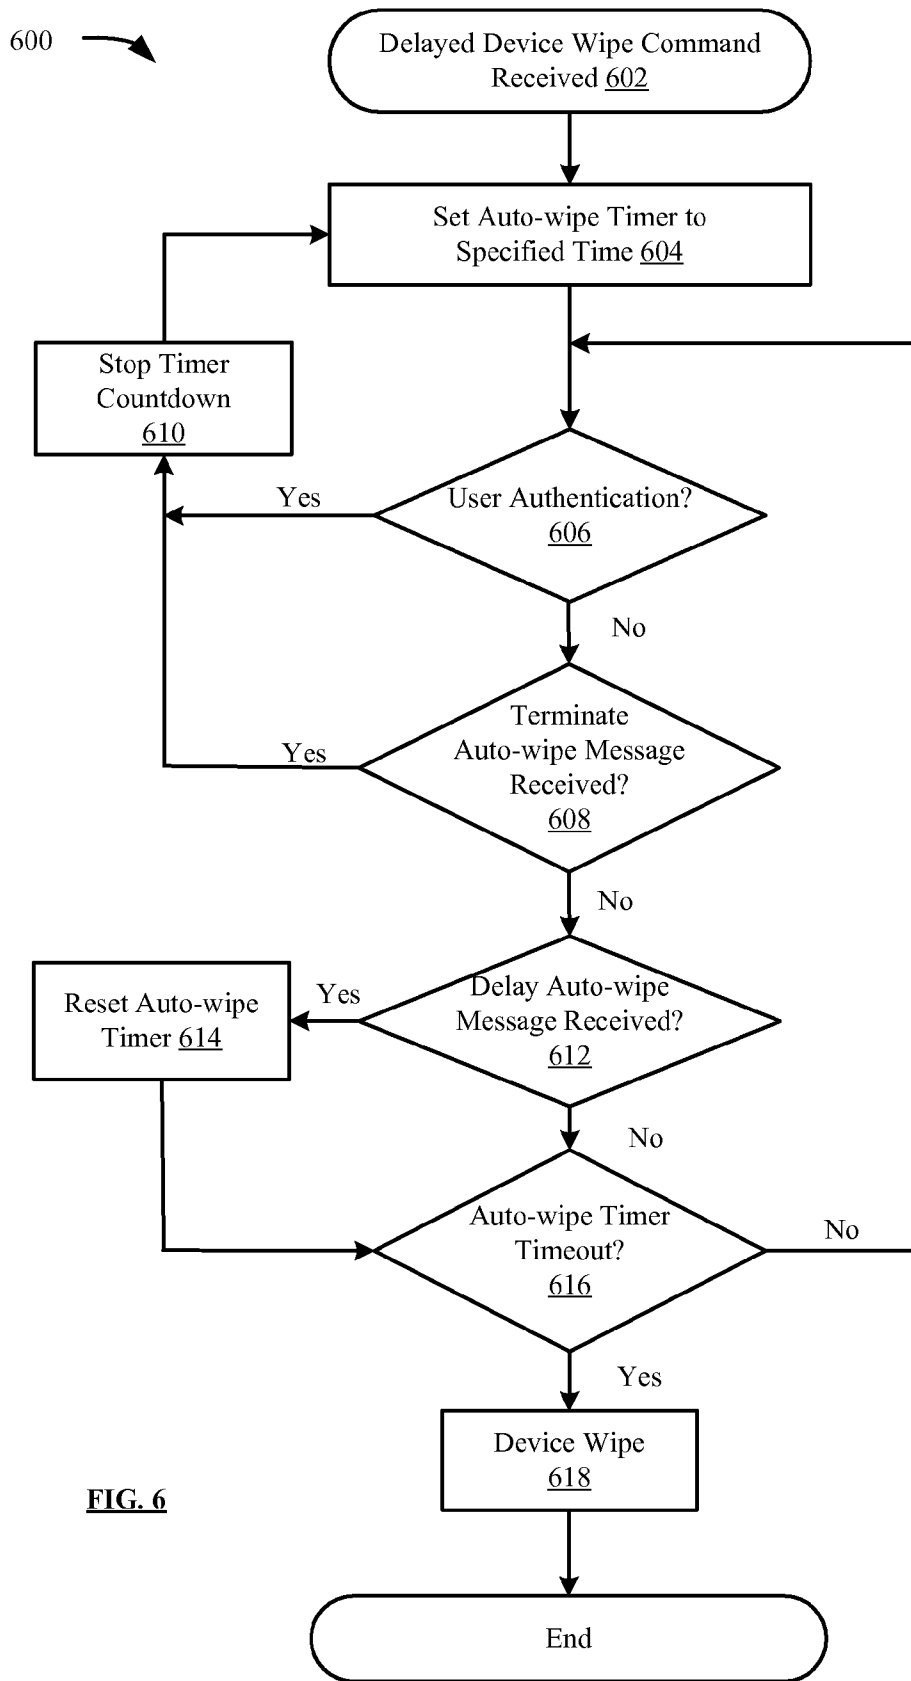 600
Delayed Device Wipe Command
Received 602
Set Auto-wipe Timer to
Specified Time 604
Stop Timer
Countdown
610
User Authentication?
606
Yes
No
Terminate
Auto-wipe Message
Received?
608
Yes
No
Delay Auto-wipe
Message Received?
612
Yes
Reset Auto-wipe
Timer 614
No
Auto-wipe Timer
Timeout?
616
No
Yes
Device Wipe
618
FIG. 6
End